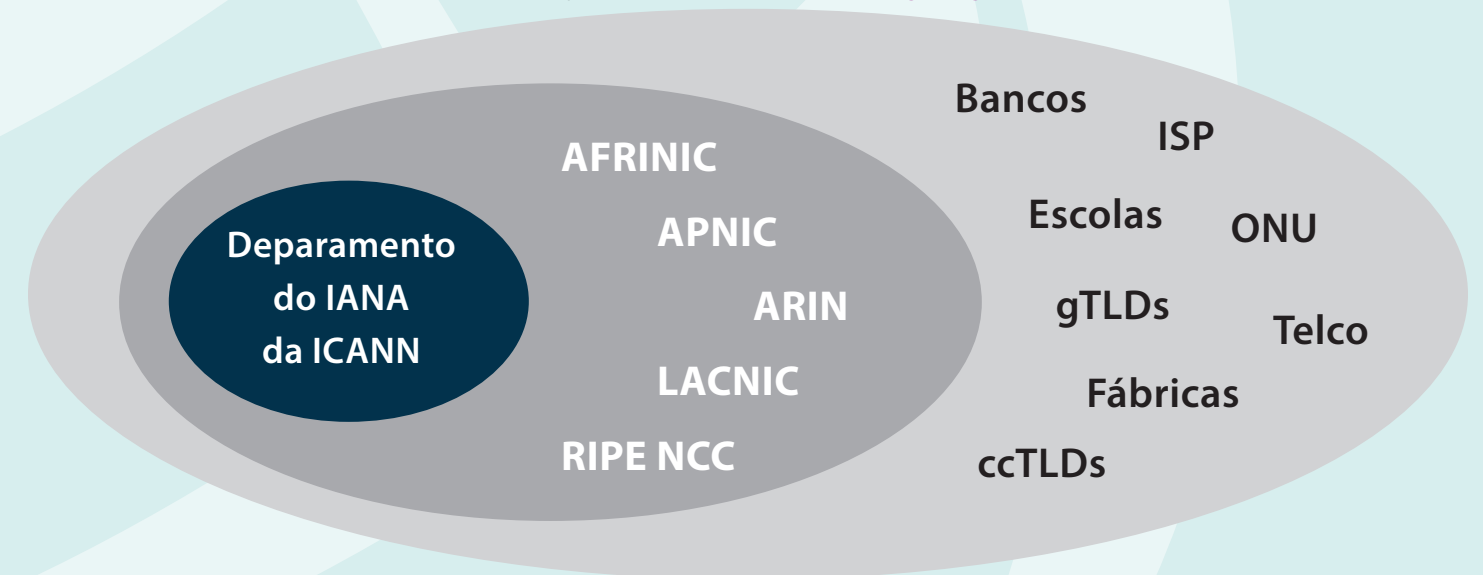 Deparamento
do IANA
da ICANN
AFRINIC
APNIC
ARIN
LACNIC
RIPE NCC
Bancos
ISP
Escolas
ONU
gTLDs
Telco
Fábricas
ccTLDs